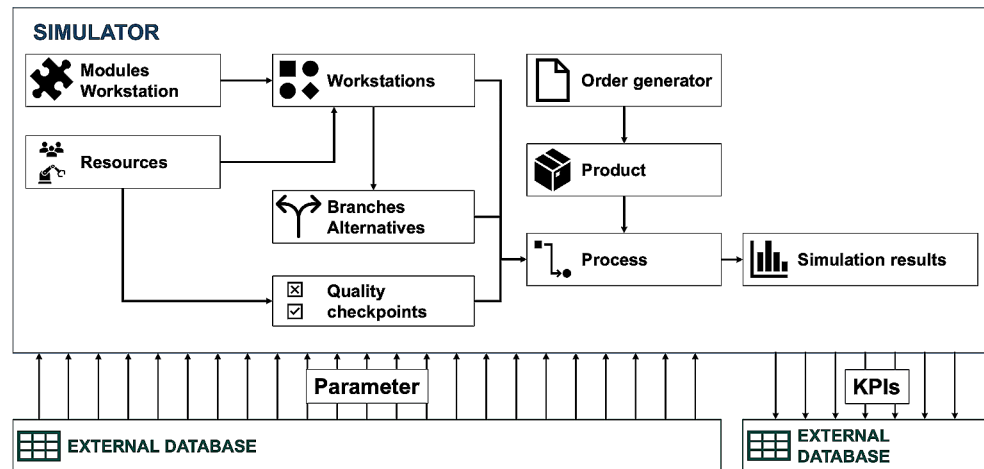 SIMULATOR
Modules
Workstation
Workstations
Order generator
Resources
Product
Branches
Alternatives
Process
Simulation results
Quality
checkpoints
Parameter
KPIs
EXTERNAL DATABASE
EXTERNAL
DATABASE